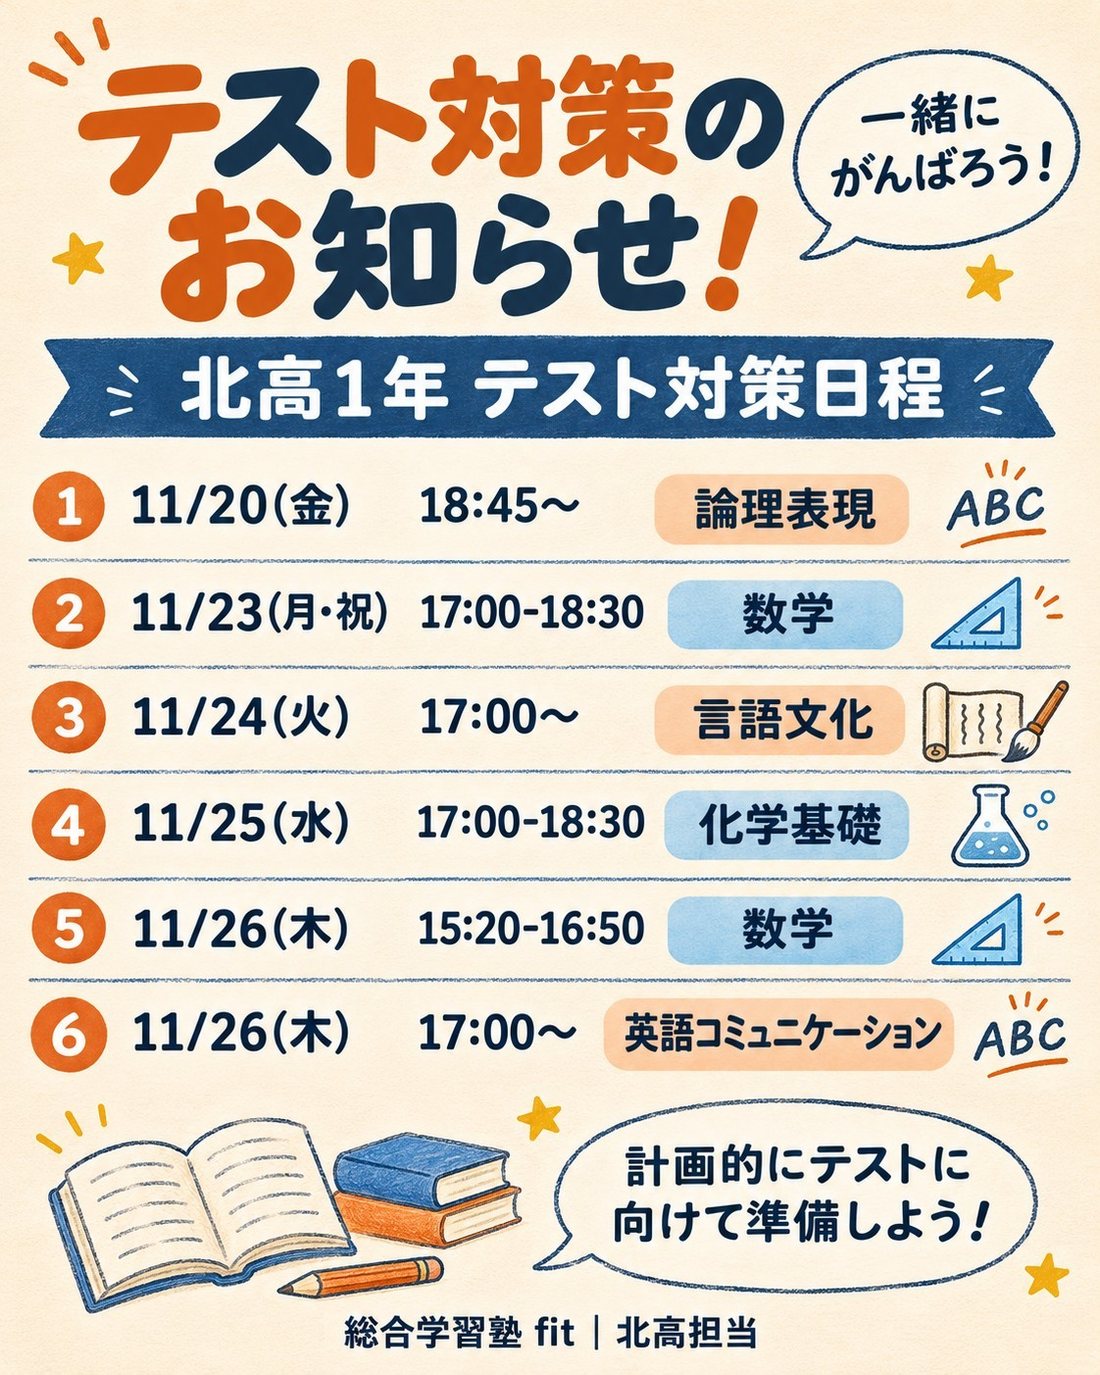 テスト対策の
お知らせ!
一緒に
がんばろう!
北高1年 テスト対策日程
1 11/20(金) 18:45〜 論理表現 ABC
2 11/23(月・祝) 17:00-18:30 数学
3 11/24(火) 17:00〜 言語文化
4 11/25(水) 17:00-18:30 化学基礎
5 11/26(木) 15:20-16:50 数学
6 11/26(木) 17:00〜 英語コミュニケーション ABC
計画的にテストに
向けて準備しよう!
総合学習塾 fit | 北高担当